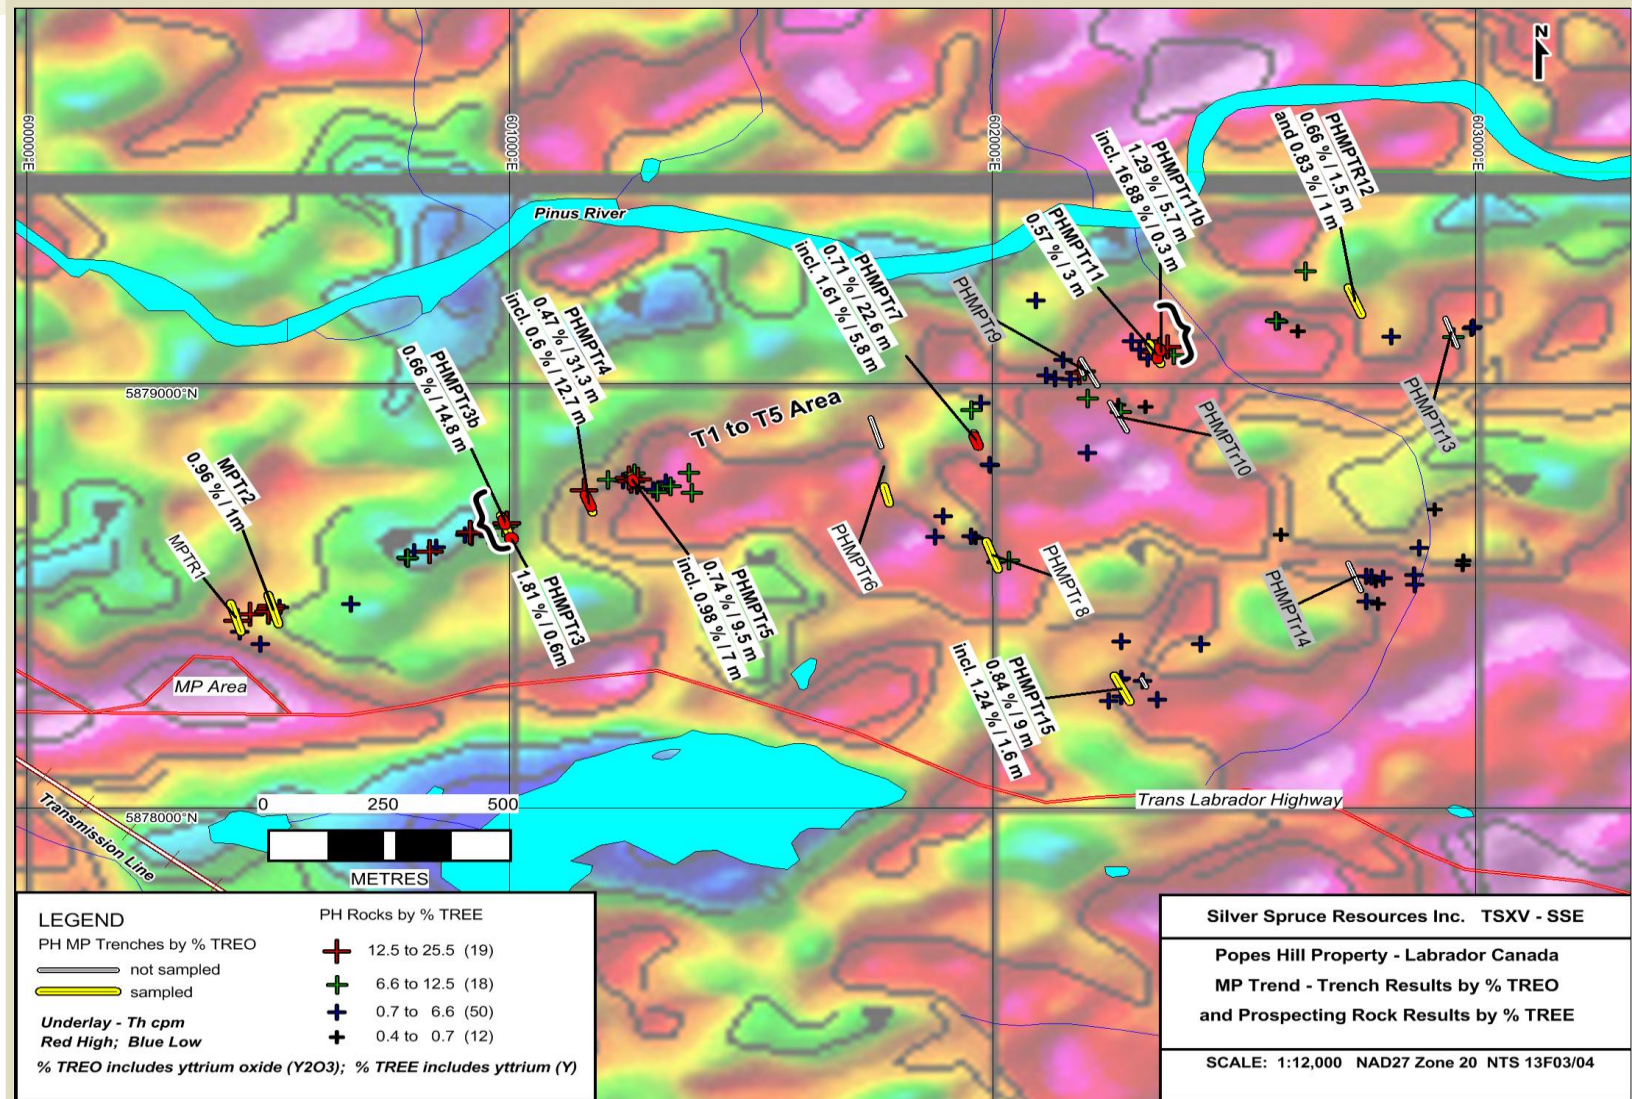 N
600000°E
601000°E
602000°E
603000°E
Pinus River
PHMPTR12
0.66 % / 1.5 m
and 0.83 % / 1 m
PHMPTr11b
1.29 % / 5.7 m
incl. 16.88 % / 0.3 m
PHMPTr11
0.57 % / 3 m
PHMPTr7
0.71 % / 22.6 m
incl. 1.61 % / 5.8 m
PHMPTr9
PHMPTr4
0.47 % / 31.3 m
incl. 0.6 % / 12.7 m
PHMPTr3b
0.66 % / 14.8 m
5879000°N
T1 to T5 Area
PHMPTr10
PHMPTr13
MPTr2
0.96 % / 1m
MPTR1
PHMPTr3
1.81 % / 0.6m
PHMPTr5
0.74 % / 9.5 m
incl. 0.98 % / 7 m
PHMPTr6
PHMPTr 8
PHMPTr14
PHMPTr15
0.84 % / 9 m
incl. 1.24 % / 1.6 m
MP Area
Trans Labrador Highway
Transmission Line
5878000°N
0 250 500
METRES
LEGEND
PH MP Trenches by % TREO
not sampled
sampled
Underlay - Th cpm
Red High; Blue Low
PH Rocks by % TREE
12.5 to 25.5 (19)
6.6 to 12.5 (18)
0.7 to 6.6 (50)
0.4 to 0.7 (12)
% TREO includes yttrium oxide (Y2O3); % TREE includes yttrium (Y)
Silver Spruce Resources Inc. TSXV - SSE
Popes Hill Property - Labrador Canada
MP Trend - Trench Results by % TREO
and Prospecting Rock Results by % TREE
SCALE: 1:12,000 NAD27 Zone 20 NTS 13F03/04